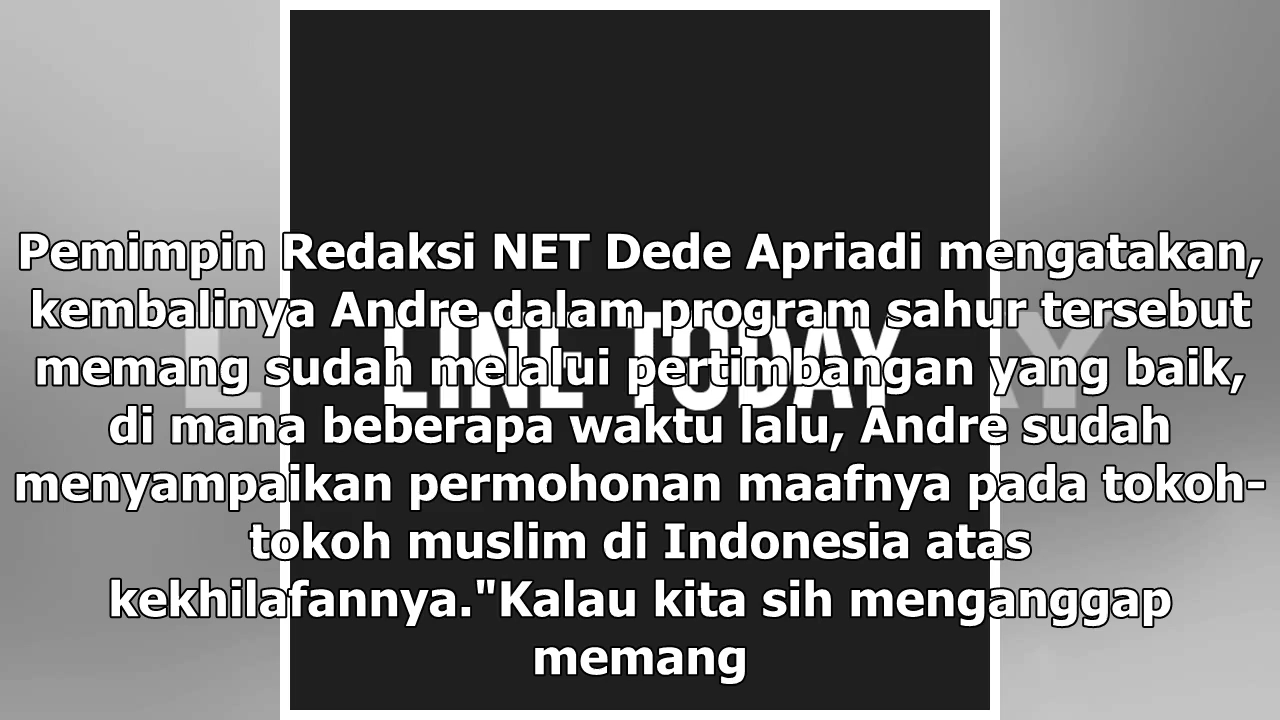 Pemimpin Redaksi NET Dede Apriadi mengatakan,
kembalinya Andre dalam program sahur tersebut
memang sudah melalui pertimbangan yang baik,
di mana beberapa waktu lalu, Andre sudah
menyampaikan permohonan maafnya pada tokoh-
tokoh muslim di Indonesia atas
kekhilafannya."Kalau kita sih menganggap
memang
LINE TODAY